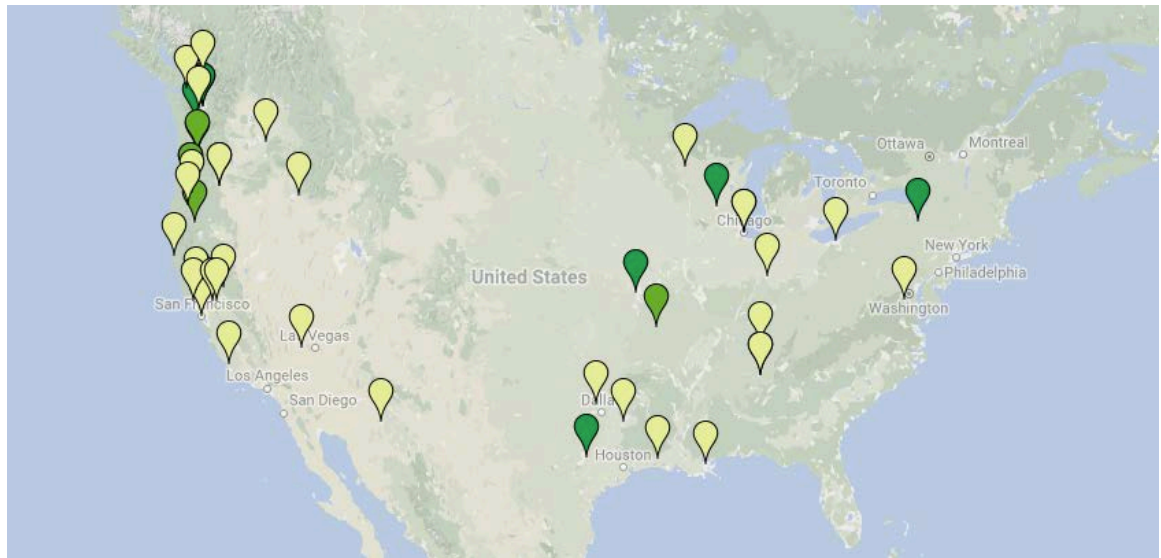 Ottawa
Montreal
Toronto
Chicago
New York
United States
Philadelphia
San Francisco
Washington
Las Vegas
Los Angeles
San Diego
Dalla
Houston